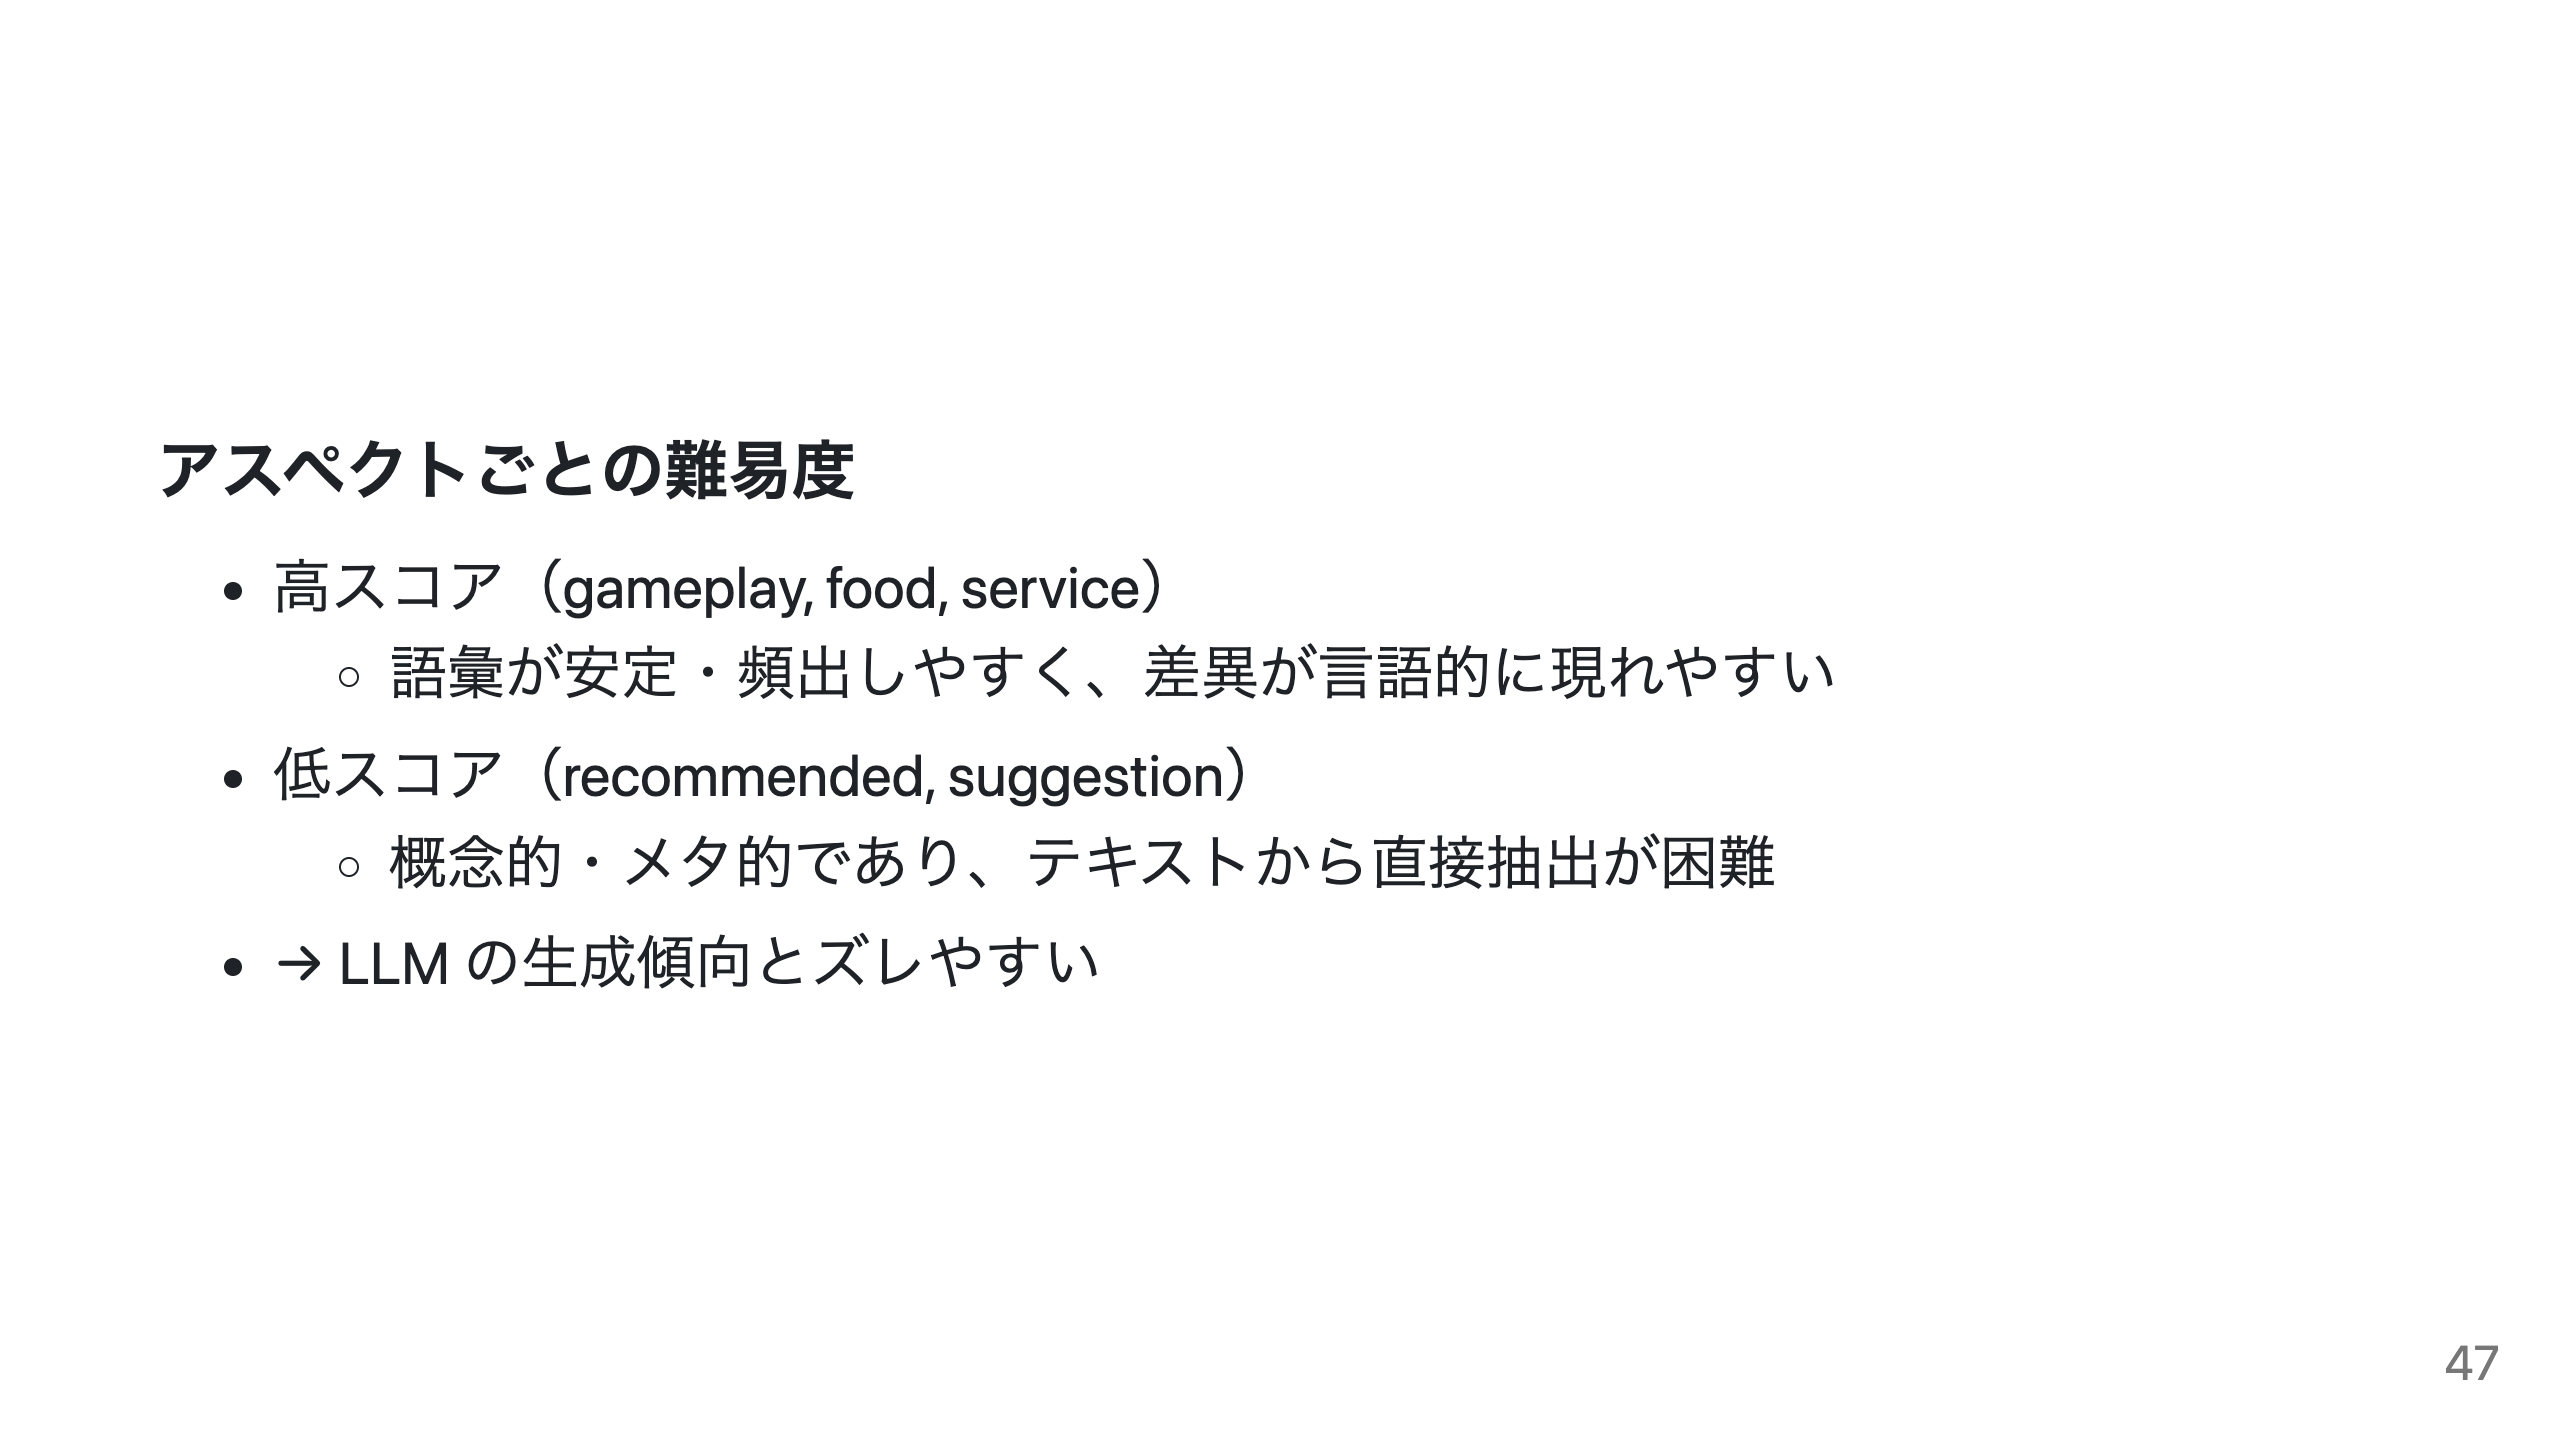 アスペクトごとの難易度
• 高スコア（gameplay, food, service）
◦ 語彙が安定・頻出しやすく、差異が言語的に現れやすい
• 低スコア（recommended, suggestion）
◦ 概念的・メタ的であり、テキストから直接抽出が困難
• → LLM の生成傾向とズレやすい
47